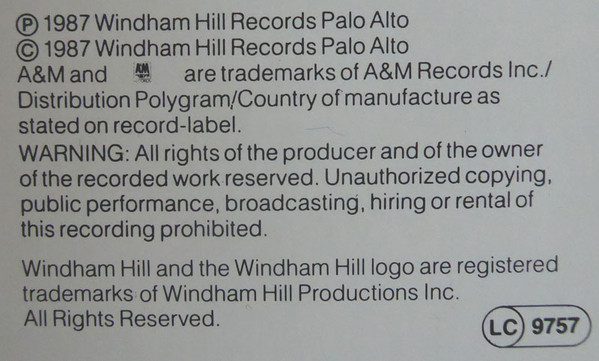 ℗ 1987 Windham Hill Records Palo Alto
© 1987 Windham Hill Records Palo Alto
A&M and A&M are trademarks of A&M Records Inc./
Distribution Polygram/Country of manufacture as
stated on record-label.
WARNING: All rights of the producer and of the owner
of the recorded work reserved. Unauthorized copying,
public performance, broadcasting, hiring or rental of
this recording prohibited.
Windham Hill and the Windham Hill logo are registered
trademarks of Windham Hill Productions Inc.
All Rights Reserved.
LC 9757